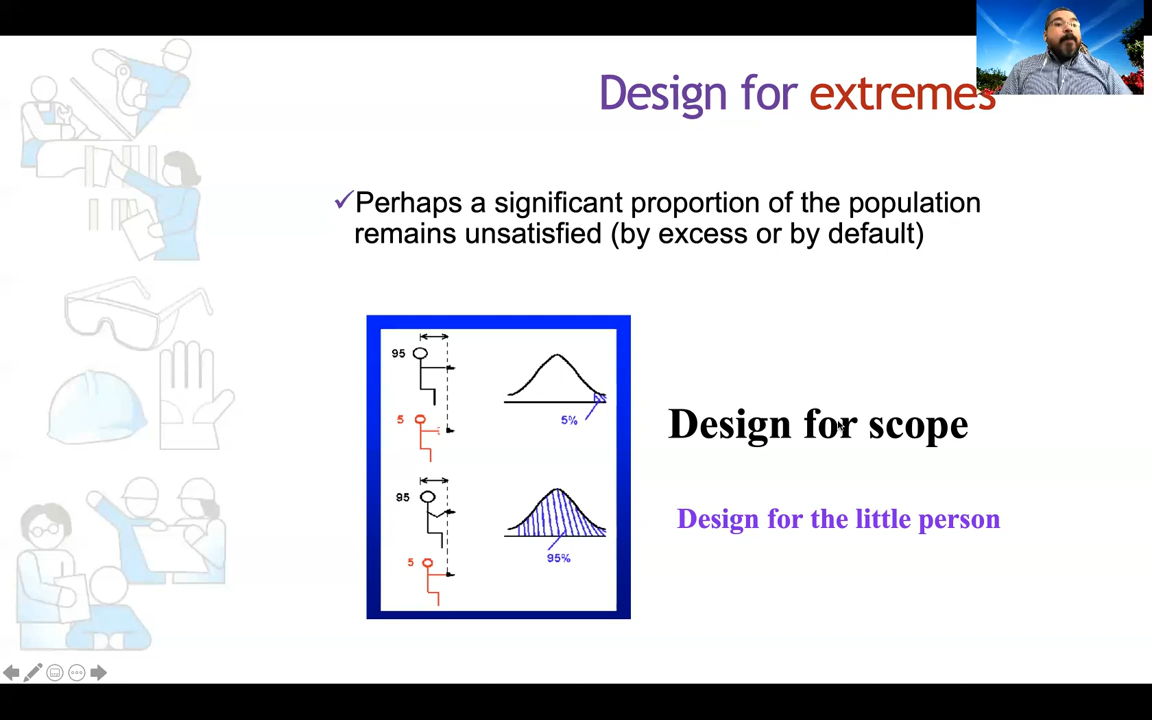 Design for extremes
✓Perhaps a significant proportion of the population
remains unsatisfied (by excess or by default)
95
5
5%
95
5
95%
Design for scope
Design for the little person